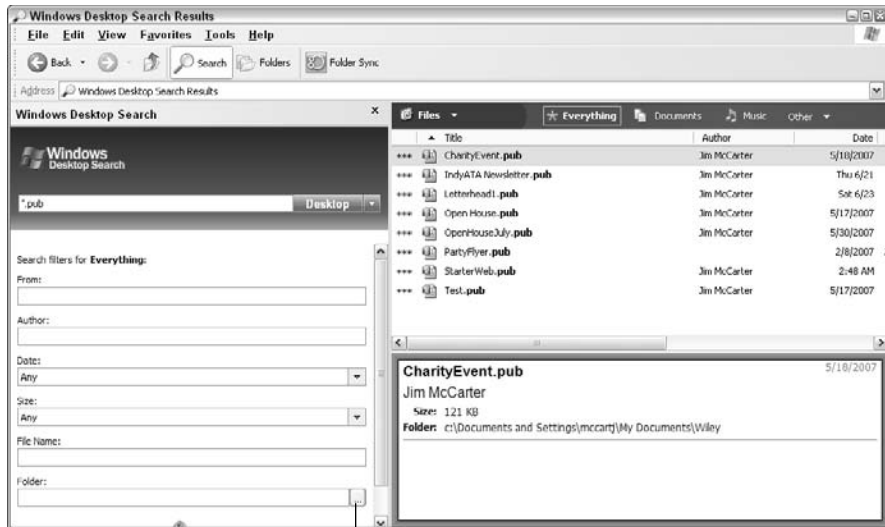 Windows Desktop Search Results
File Edit View Favorites Tools Help
Back Search Folders Folder Sync
Address Windows Desktop Search Results
Windows Desktop Search x
Windows
Desktop Search
*.pub Desktop
Search filters for Everything:
From:
Author:
Date:
Any
Size:
Any
File Name:
Folder:
...
Files Everything Documents Music Other
Title Author Date
CharityEvent.pub Jim McCarter 5/18/2007
IndyATA Newsletter.pub Jim McCarter Thu 6/21
Letterhead1.pub Jim McCarter Sat 6/23
Open House.pub Jim McCarter 5/17/2007
OpenHouseJuly.pub Jim McCarter 5/30/2007
PartyFlyer.pub 2/8/2007
StarterWeb.pub Jim McCarter 2:48 AM
Test.pub Jim McCarter 5/17/2007
CharityEvent.pub 5/18/2007
Jim McCarter
Size: 121 KB
Folder: c:\Documents and Settings\mccartj\My Documents\Wiley